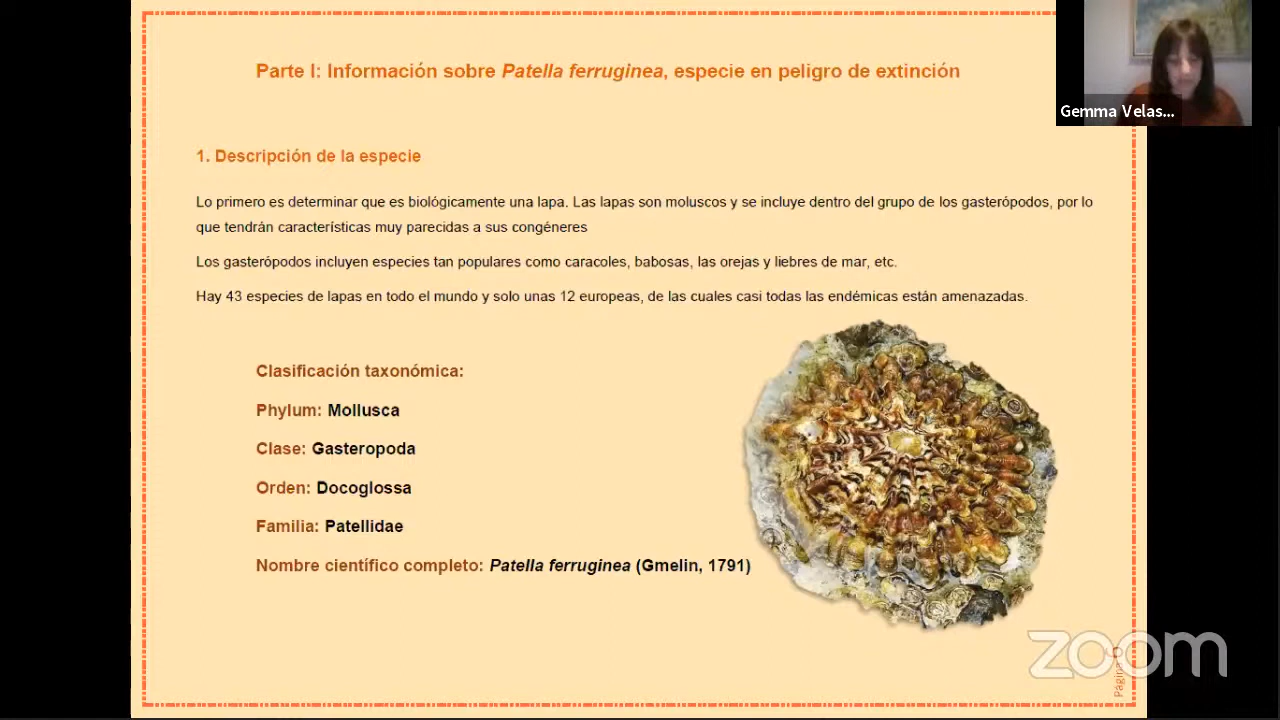 Parte I: Información sobre Patella ferruginea, especie en peligro de extinción
Gemma Velas...
1. Descripción de la especie
Lo primero es determinar que es biológicamente una lapa. Las lapas son moluscos y se incluye dentro del grupo de los gasterópodos, por lo
que tendrán características muy parecidas a sus congéneres
Los gasterópodos incluyen especies tan populares como caracoles, babosas, las orejas y liebres de mar, etc.
Hay 43 especies de lapas en todo el mundo y solo unas 12 europeas, de las cuales casi todas las endémicas están amenazadas.
Clasificación taxonómica:
Phylum: Mollusca
Clase: Gasteropoda
Orden: Docoglossa
Familia: Patellidae
Nombre científico completo: Patella ferruginea (Gmelin, 1791)
zoom
Página 6